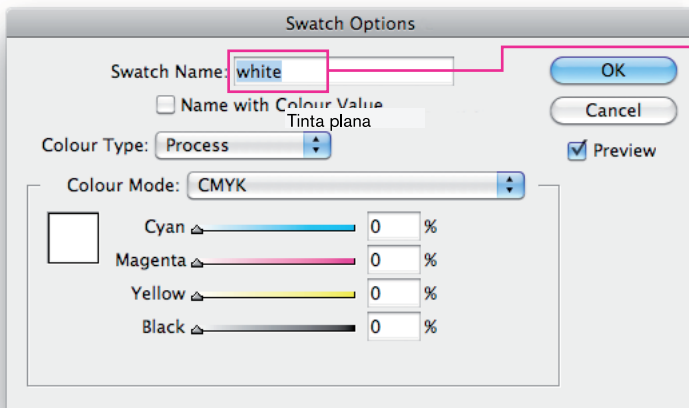 Swatch Options
Swatch Name: white
OK
Name with Colour Value
Cancel
Tinta plana
Colour Type: Process
Preview
Colour Mode: CMYK
Cyan 0 %
Magenta 0 %
Yellow 0 %
Black 0 %